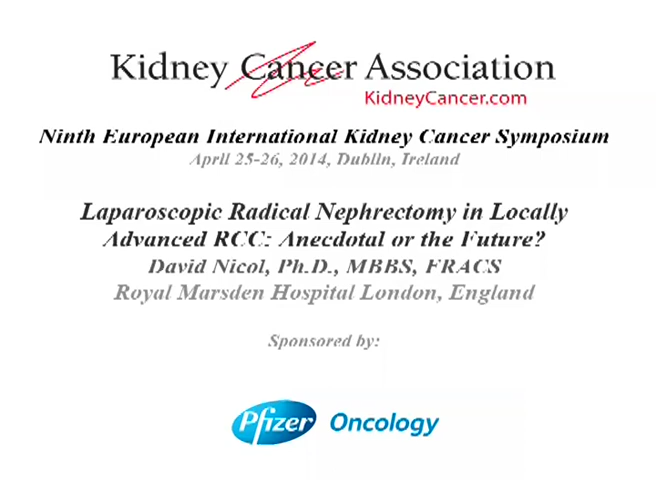 Kidney Cancer Association
KidneyCancer.com
Ninth European International Kidney Cancer Symposium
April 25-26, 2014, Dublin, Ireland
Laparoscopic Radical Nephrectomy in Locally
Advanced RCC: Anecdotal or the Future?
David Nicol, Ph.D., MBBS, FRACS
Royal Marsden Hospital London, England
Sponsored by:
Pfizer Oncology